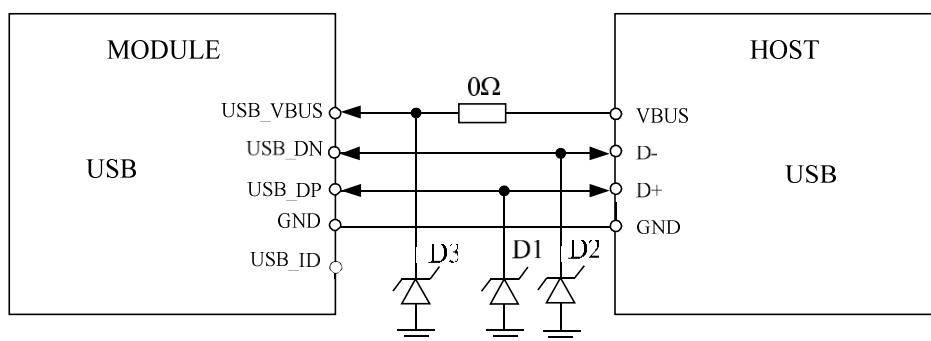 MODULE
HOST
0Ω
USB_VBUS
VBUS
USB_DN
D-
USB
USB
USB_DP
D+
GND
GND
USB_ID
D3
D1
D2